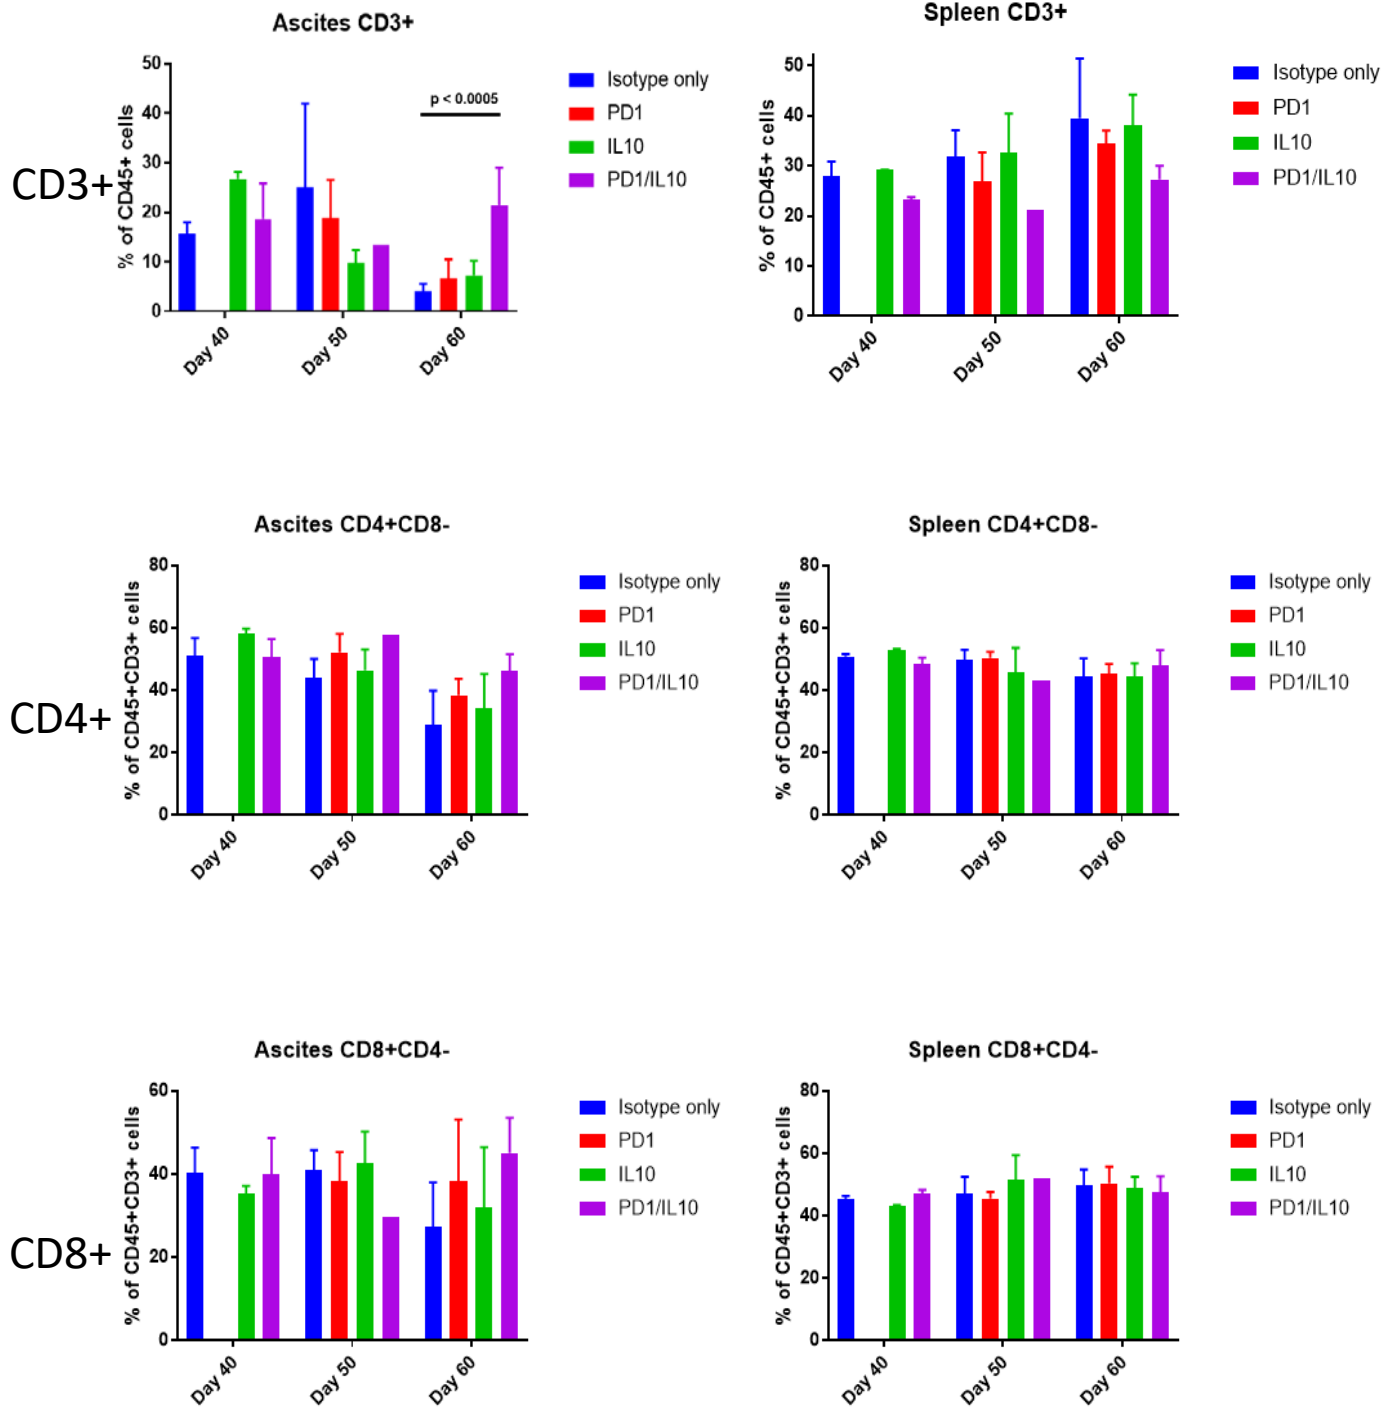 Ascites CD3+
Spleen CD3+
CD3+
% of CD45+ cells
50
40
30
20
10
0
p < 0.0005
Day 40
Day 50
Day 60
Isotype only
PD1
IL10
PD1/IL10
% of CD45+ cells
50
40
30
20
10
0
Day 40
Day 50
Day 60
Isotype only
PD1
IL10
PD1/IL10
Ascites CD4+CD8-
Spleen CD4+CD8-
CD4+
% of CD45+CD3+ cells
80
60
40
20
0
Day 40
Day 50
Day 60
Isotype only
PD1
IL10
PD1/IL10
% of CD45+CD3+ cells
80
60
40
20
0
Day 40
Day 50
Day 60
Isotype only
PD1
IL10
PD1/IL10
Ascites CD8+CD4-
Spleen CD8+CD4-
CD8+
% of CD45+CD3+ cells
60
40
20
0
Day 40
Day 50
Day 60
Isotype only
PD1
IL10
PD1/IL10
% of CD45+CD3+ cells
80
60
40
20
0
Day 40
Day 50
Day 60
Isotype only
PD1
IL10
PD1/IL10